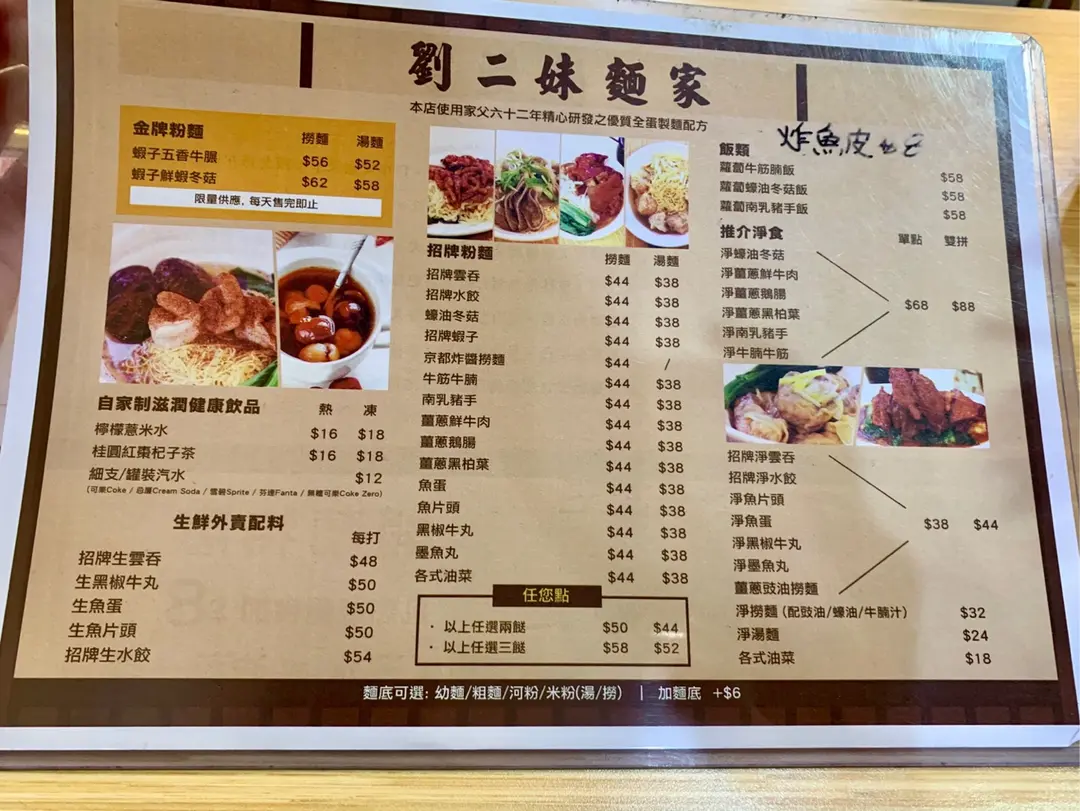 劉二妹麵家
本店使用家父六十二年精心研發之優質全蛋製麵配方
金牌粉麵 撈麵 湯麵
蝦子五香牛𦟌 $56 $52
蝦子鮮蝦冬菇 $62 $58
限量供應, 每天售完即止
自家制滋潤健康飲品 熱 凍
檸檬薏米水 $16 $18
桂圓紅棗杞子茶 $16 $18
細支/罐裝汽水 $12
(可樂Coke / 忌廉Cream Soda / 雪碧Sprite / 芬達Fanta / 無糖可樂Coke Zero)
生鮮外賣配料
每打
招牌生雲吞 $48
生黑椒牛丸 $50
生魚蛋 $50
生魚片頭 $50
招牌生水餃 $54
招牌粉麵 撈麵 湯麵
招牌雲吞 $44 $38
招牌水餃 $44 $38
蠔油冬菇 $44 $38
招牌蝦子 $44 $38
京都炸醬撈麵 $44 /
牛筋牛腩 $44 $38
南乳豬手 $44 $38
薑蔥鮮牛肉 $44 $38
薑蔥鵝腸 $44 $38
薑蔥黑柏葉 $44 $38
魚蛋 $44 $38
魚片頭 $44 $38
黑椒牛丸 $44 $38
墨魚丸 $44 $38
各式油菜 $44 $38
任您點
· 以上任選兩餸 $50 $44
· 以上任選三餸 $58 $52
炸魚皮
飯類
蘿蔔牛筋腩飯 $58
蘿蔔蠔油冬菇飯 $58
蘿蔔南乳豬手飯 $58
推介淨食 單點 雙拼
淨蠔油冬菇
淨薑蔥鮮牛肉
淨薑蔥鵝腸
淨薑蔥黑柏葉
淨南乳豬手
淨牛腩牛筋
$68 $88
招牌淨雲吞
招牌淨水餃
淨魚片頭
淨魚蛋
淨黑椒牛丸
淨墨魚丸
薑蔥豉油撈麵
$38 $44
淨撈麵 (配豉油/蠔油/牛腩汁) $32
淨湯麵 $24
各式油菜 $18
麵底可選: 幼麵/粗麵/河粉/米粉(湯/撈) | 加麵底 +$6